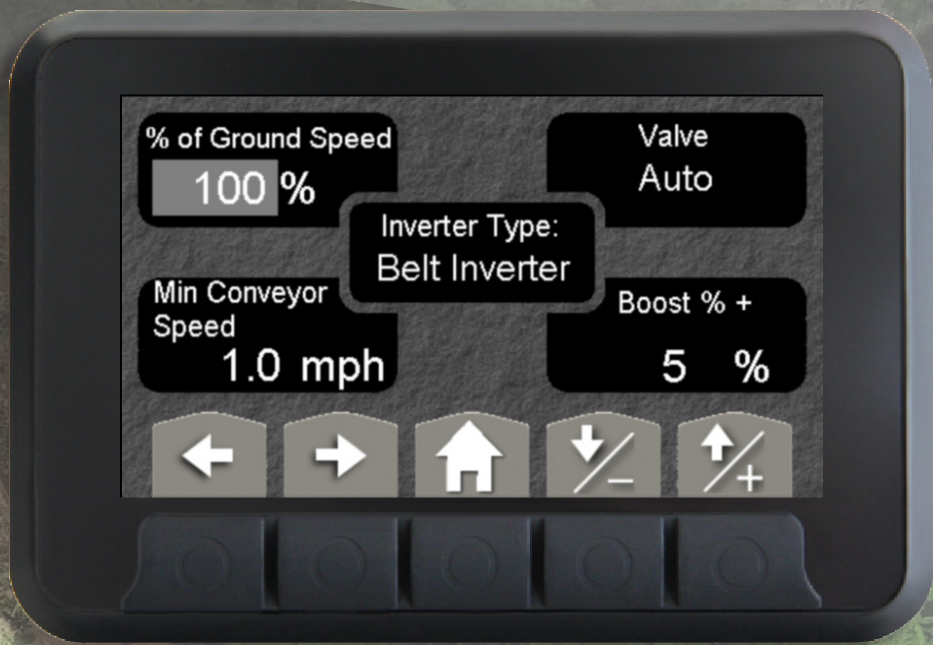 % of Ground Speed
100 %
Valve
Auto
Inverter Type:
Belt Inverter
Min Conveyor
Speed
1.0 mph
Boost % +
5 %